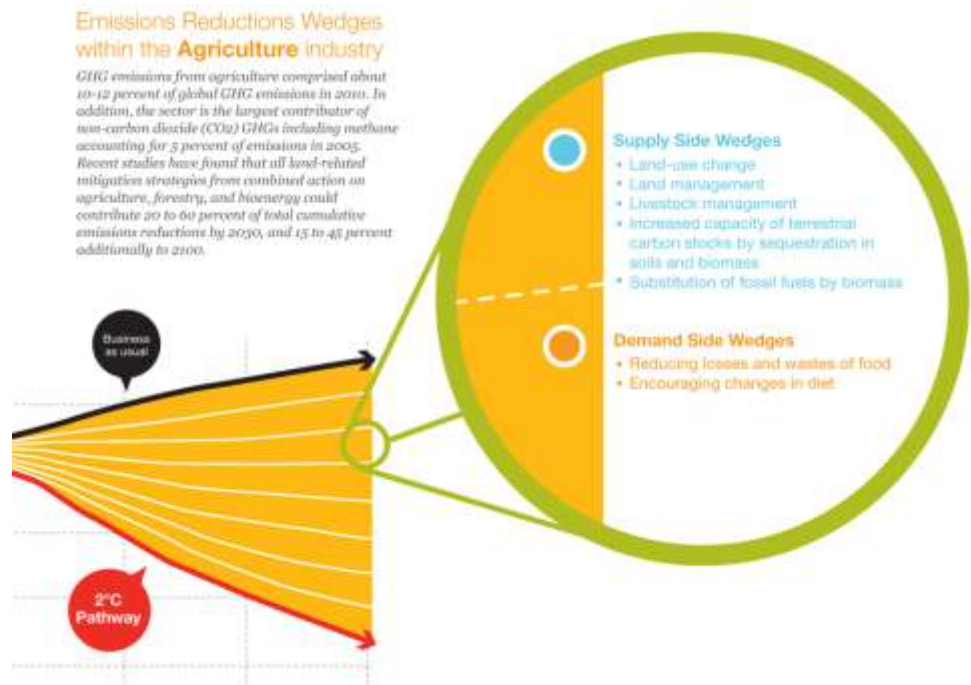 Emissions Reductions Wedges
within the Agriculture industry
GHG emissions from agriculture comprised about
10-12 percent of global GHG emissions in 2010. In
addition, the sector is the largest contributor of
non-carbon dioxide (CO2) GHGs including methane
accounting for 5 percent of emissions in 2005.
Recent studies have found that all land-related
mitigation strategies from combined action on
agriculture, forestry, and bioenergy could
contribute 20 to 60 percent of total cumulative
emissions reductions by 2030, and 15 to 45 percent
additionally to 2100.
Supply Side Wedges
• Land-use change
• Land management
• Livestock management
• Increased capacity of terrestrial
carbon stocks by sequestration in
soils and biomass
• Substitution of fossil fuels by biomass
Demand Side Wedges
• Reducing losses and wastes of food
• Encouraging changes in diet
Business
as usual
2°C
Pathway